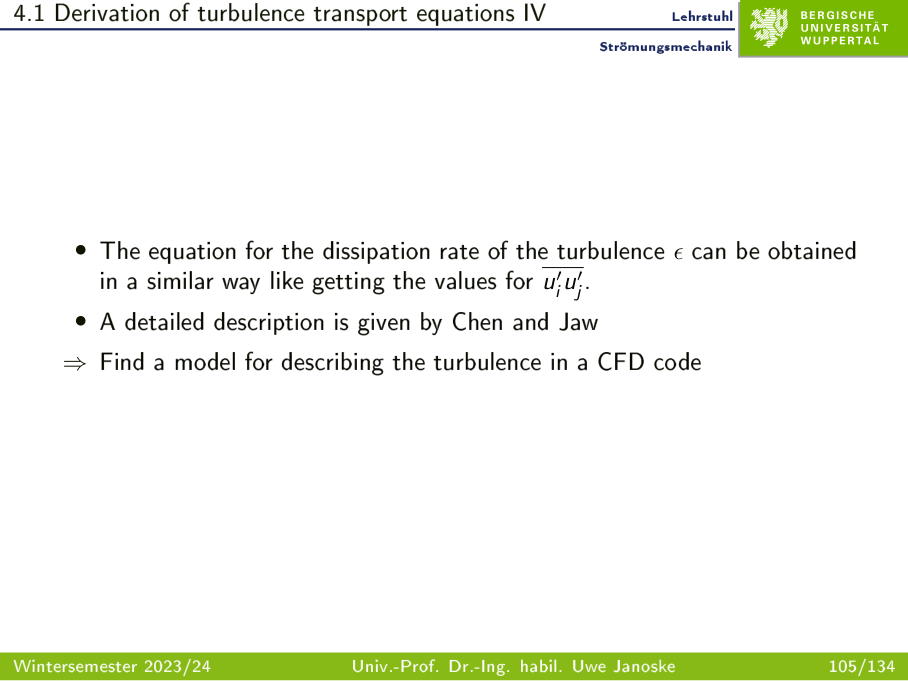 4.1 Derivation of turbulence transport equations IV
Lehrstuhl
Strömungsmechanik
BERGISCHE
UNIVERSITÄT
WUPPERTAL
• The equation for the dissipation rate of the turbulence ϵ can be obtained
in a similar way like getting the values for $\overline{u_i' u_j'}$.
• A detailed description is given by Chen and Jaw
⇒ Find a model for describing the turbulence in a CFD code
Wintersemester 2023/24
Univ.-Prof. Dr.-Ing. habil. Uwe Janoske
105/134